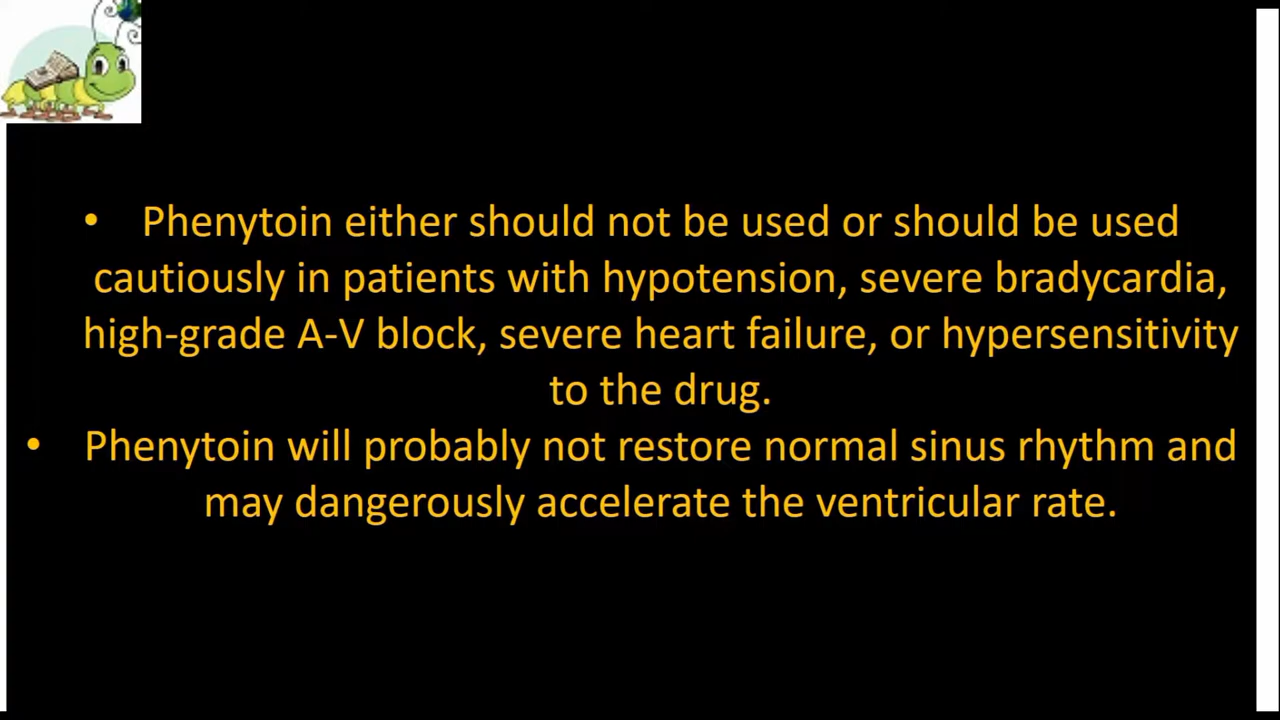 • Phenytoin either should not be used or should be used
cautiously in patients with hypotension, severe bradycardia,
high-grade A-V block, severe heart failure, or hypersensitivity
to the drug.
• Phenytoin will probably not restore normal sinus rhythm and
may dangerously accelerate the ventricular rate.